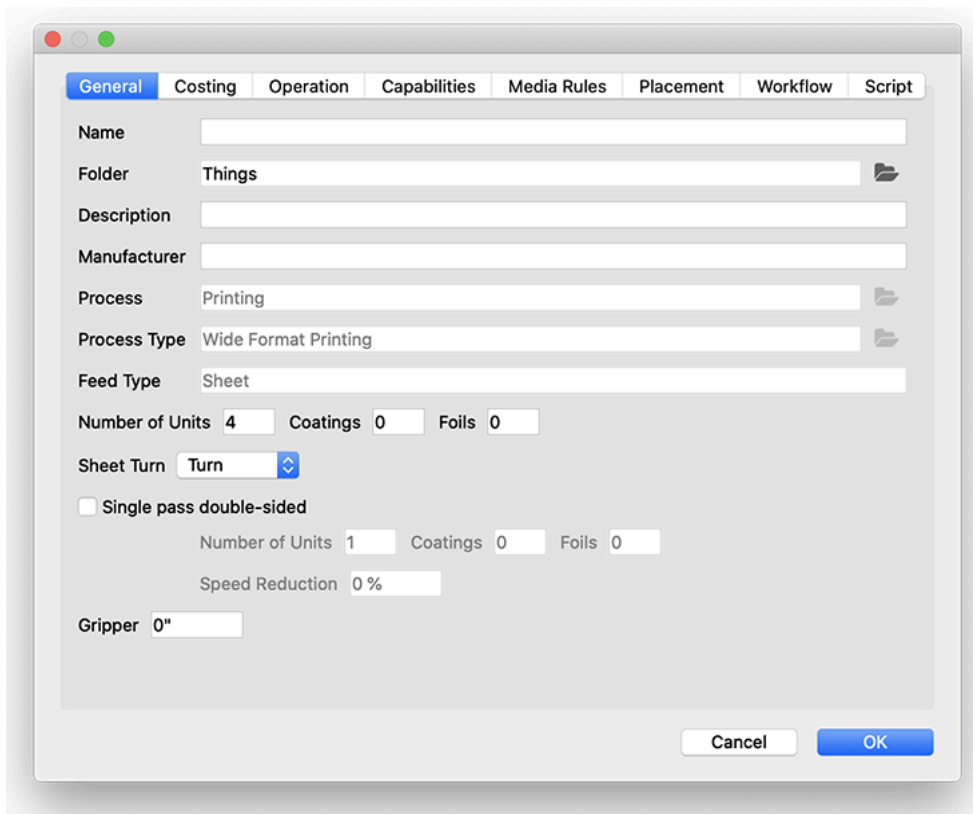 General Costing Operation Capabilities Media Rules Placement Workflow Script
Name
Folder Things
Description
Manufacturer
Process Printing
Process Type Wide Format Printing
Feed Type Sheet
Number of Units 4 Coatings 0 Foils 0
Sheet Turn Turn
Single pass double-sided
Number of Units 1 Coatings 0 Foils 0
Speed Reduction 0 %
Gripper 0"
Cancel OK